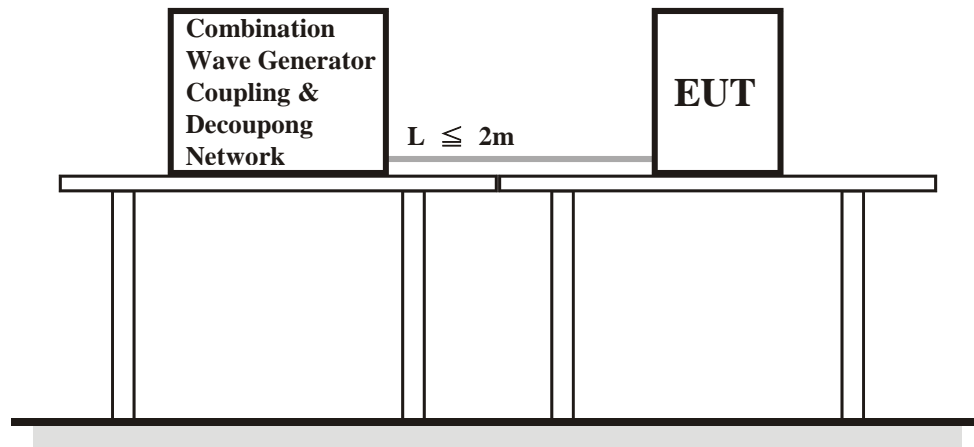 Combination
Wave Generator
Coupling &
Decoupong
Network
L ≦ 2m
EUT